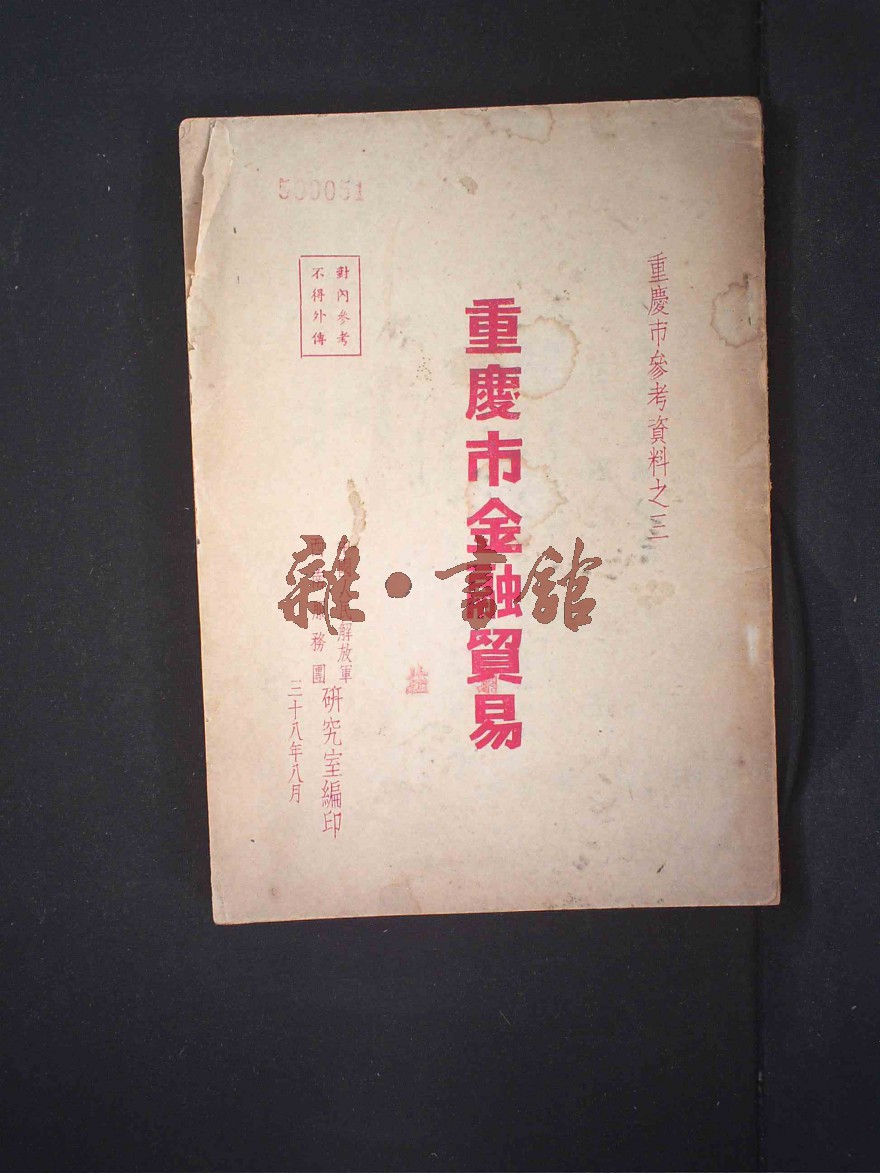 500051
重慶市參考資料之三
重慶市金融貿易
對內參考
不得外傳
解放軍
務團
研究室編印
三十八年八月
雜·書館